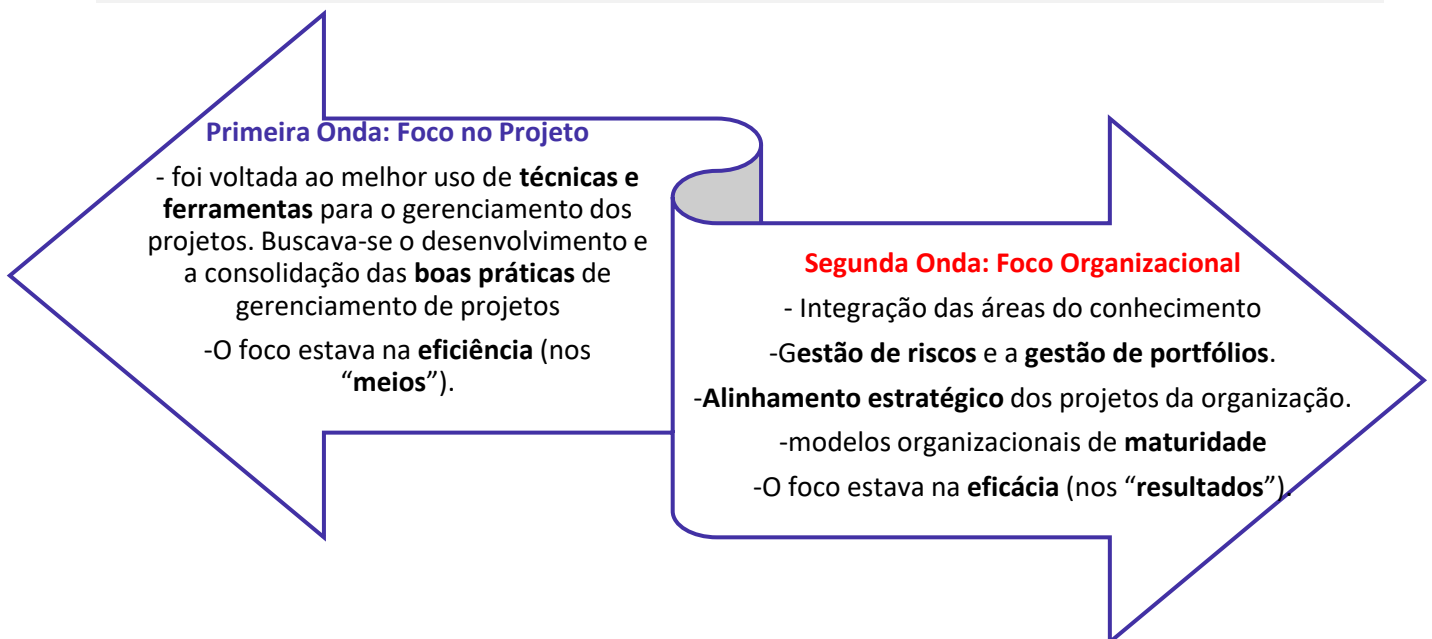 Primeira Onda: Foco no Projeto
- foi voltada ao melhor uso de técnicas e
ferramentas para o gerenciamento dos
projetos. Buscava-se o desenvolvimento e
a consolidação das boas práticas de
gerenciamento de projetos
-O foco estava na eficiência (nos
“meios”).
Segunda Onda: Foco Organizacional
- Integração das áreas do conhecimento
-Gestão de riscos e a gestão de portfólios.
-Alinhamento estratégico dos projetos da organização.
-modelos organizacionais de maturidade
-O foco estava na eficácia (nos “resultados”).